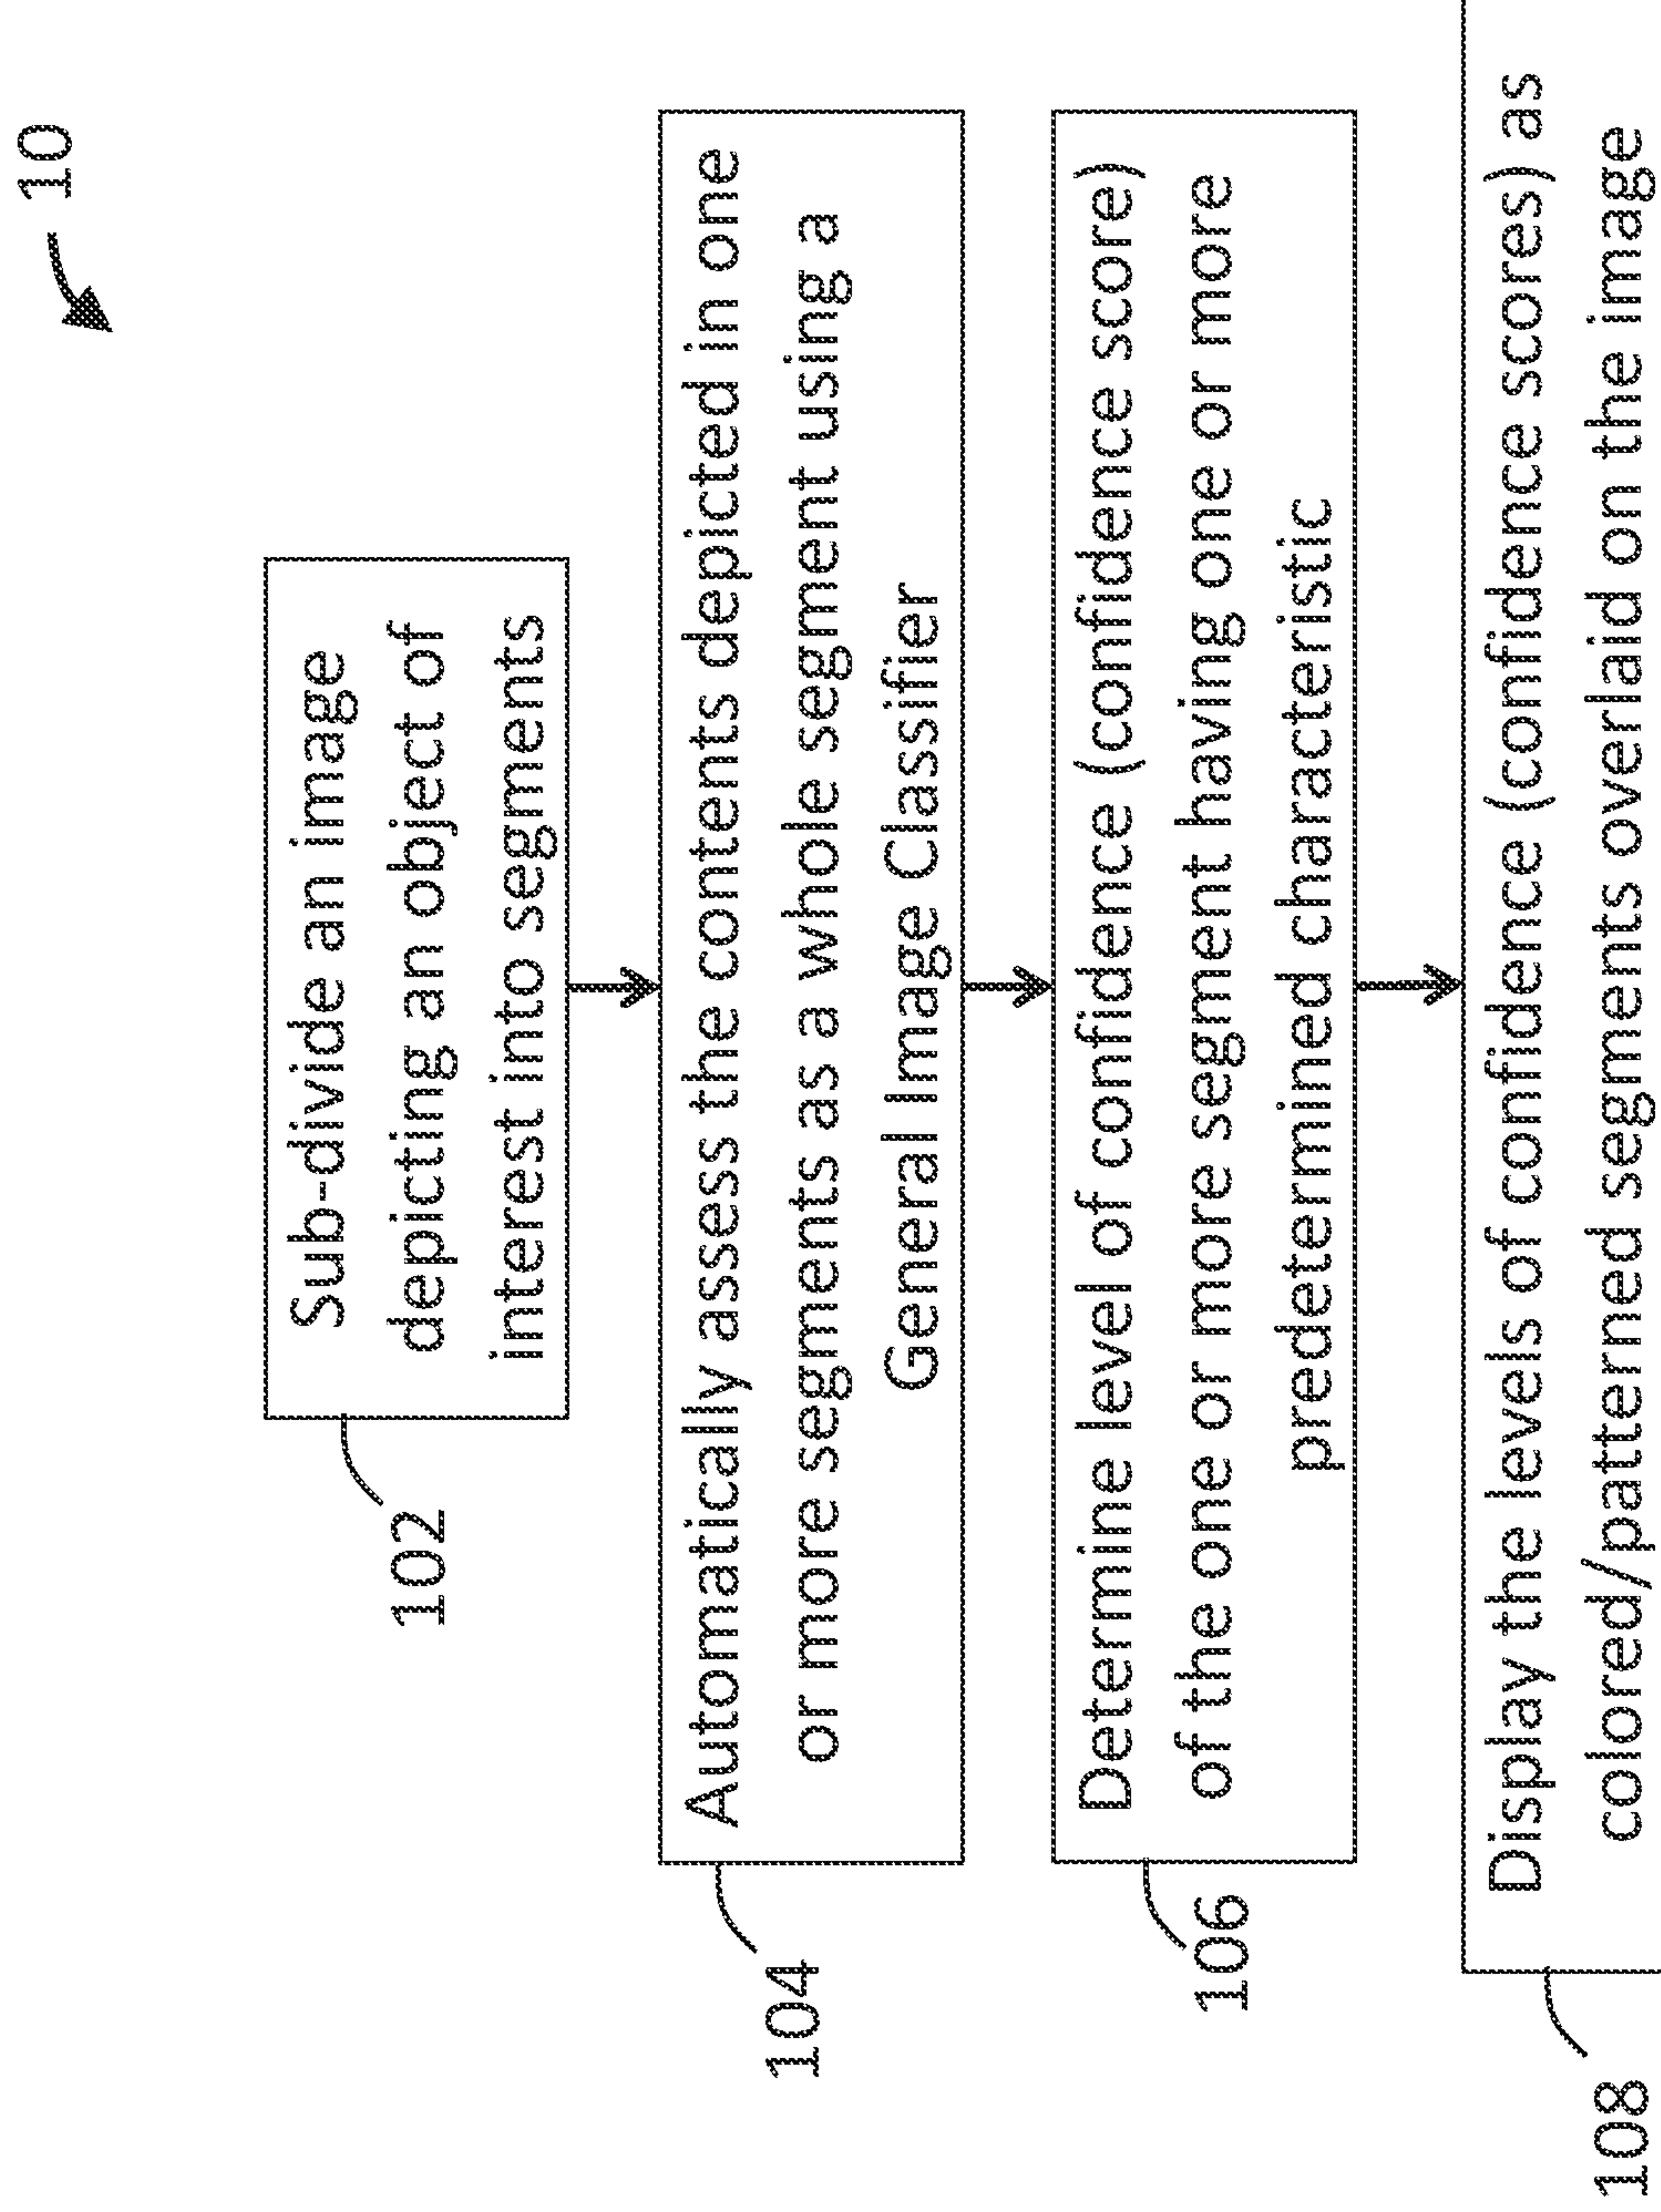 10
Sub-divide an image
depicting an object of
interest into segments
102
Automatically assess the contents depicted in one
or more segments as a whole segment using a
General Image Classifier
104
Determine level of confidence (confidence score)
of the one or more segment having one or more
predetermined characteristic
106
Display the levels of confidence (confidence scores) as
colored/patterned segments overlaid on the image
108